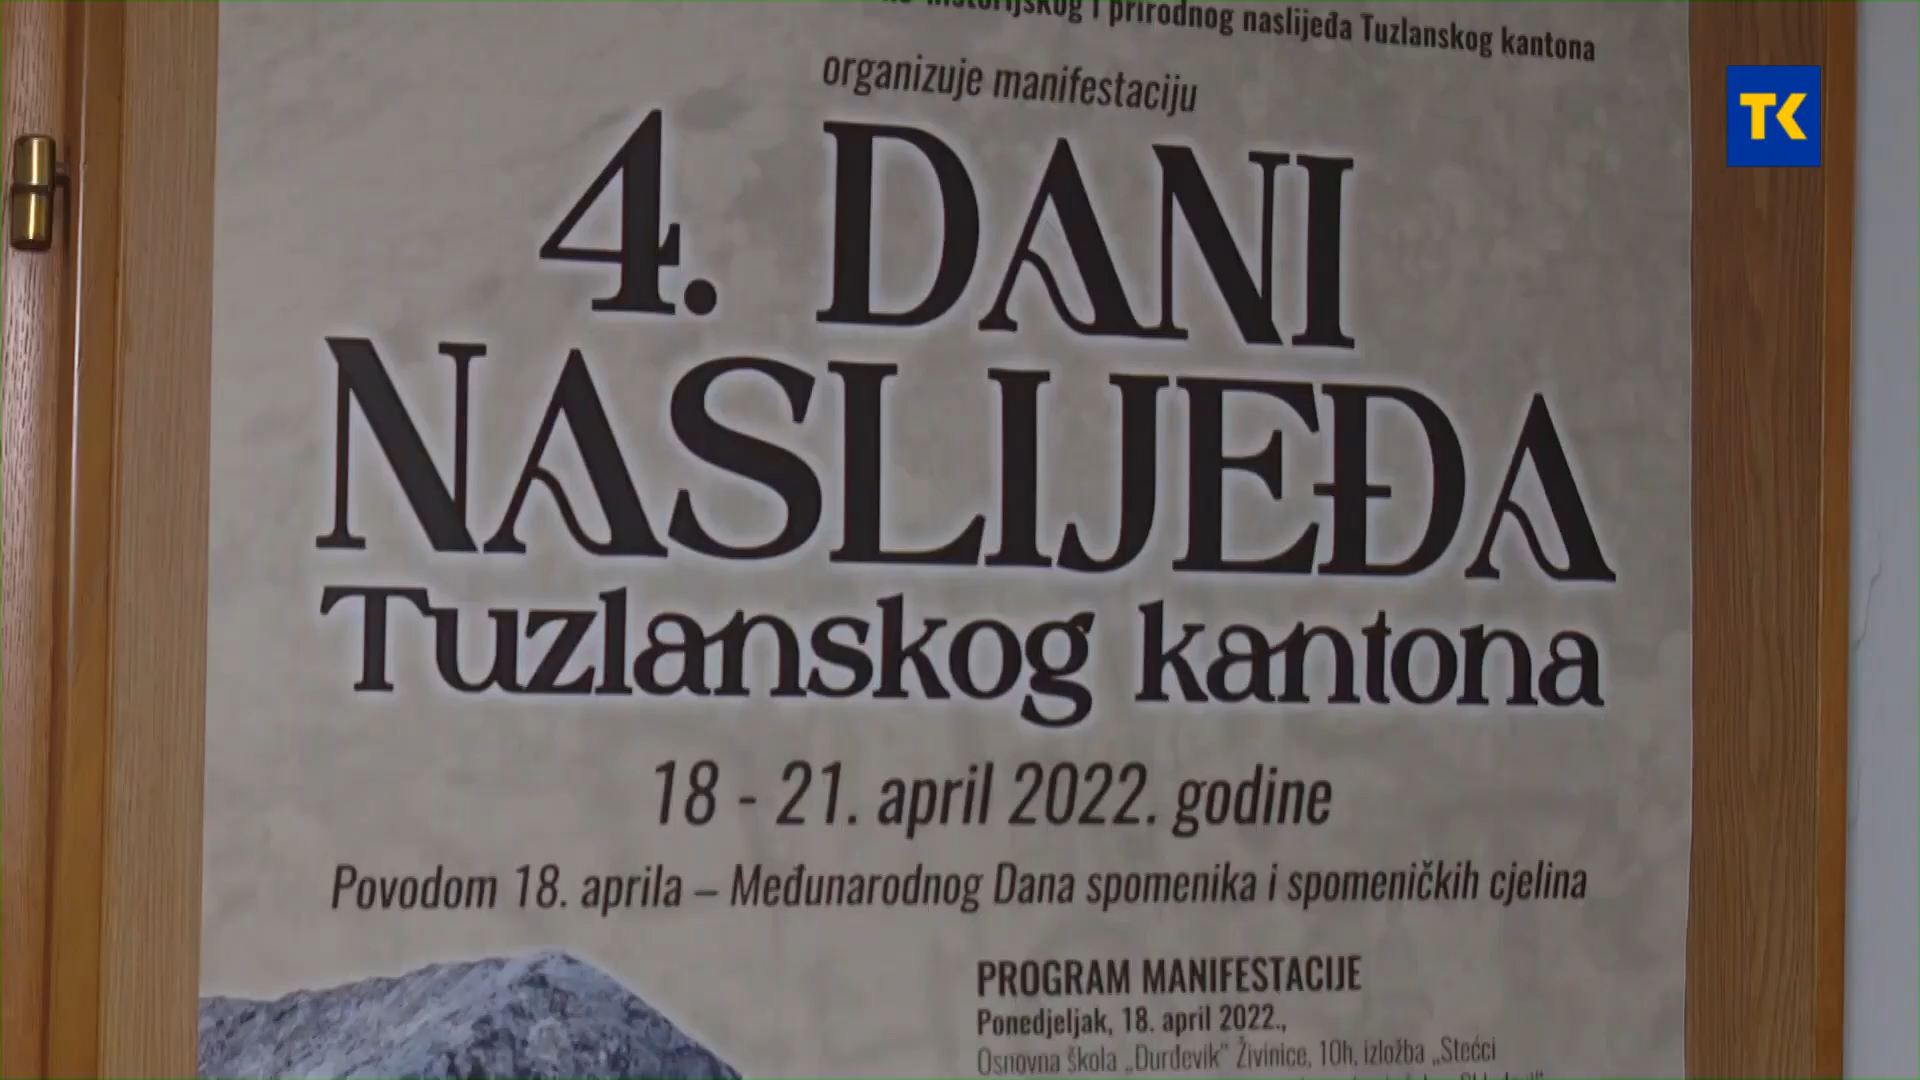 i prirodnog naslijeđa Tuzlanskog kantona
organizuje manifestaciju
TK
4. DANI
NASLIJEĐA
Tuzlanskog kantona
18 - 21. april 2022. godine
Povodom 18. aprila – Međunarodnog Dana spomenika i spomeničkih cjelina
PROGRAM MANIFESTACIJE
Ponedjeljak, 18. april 2022.,
Osnovna škola „Đurđevik“ Živinice, 10h, izložba „Stećci